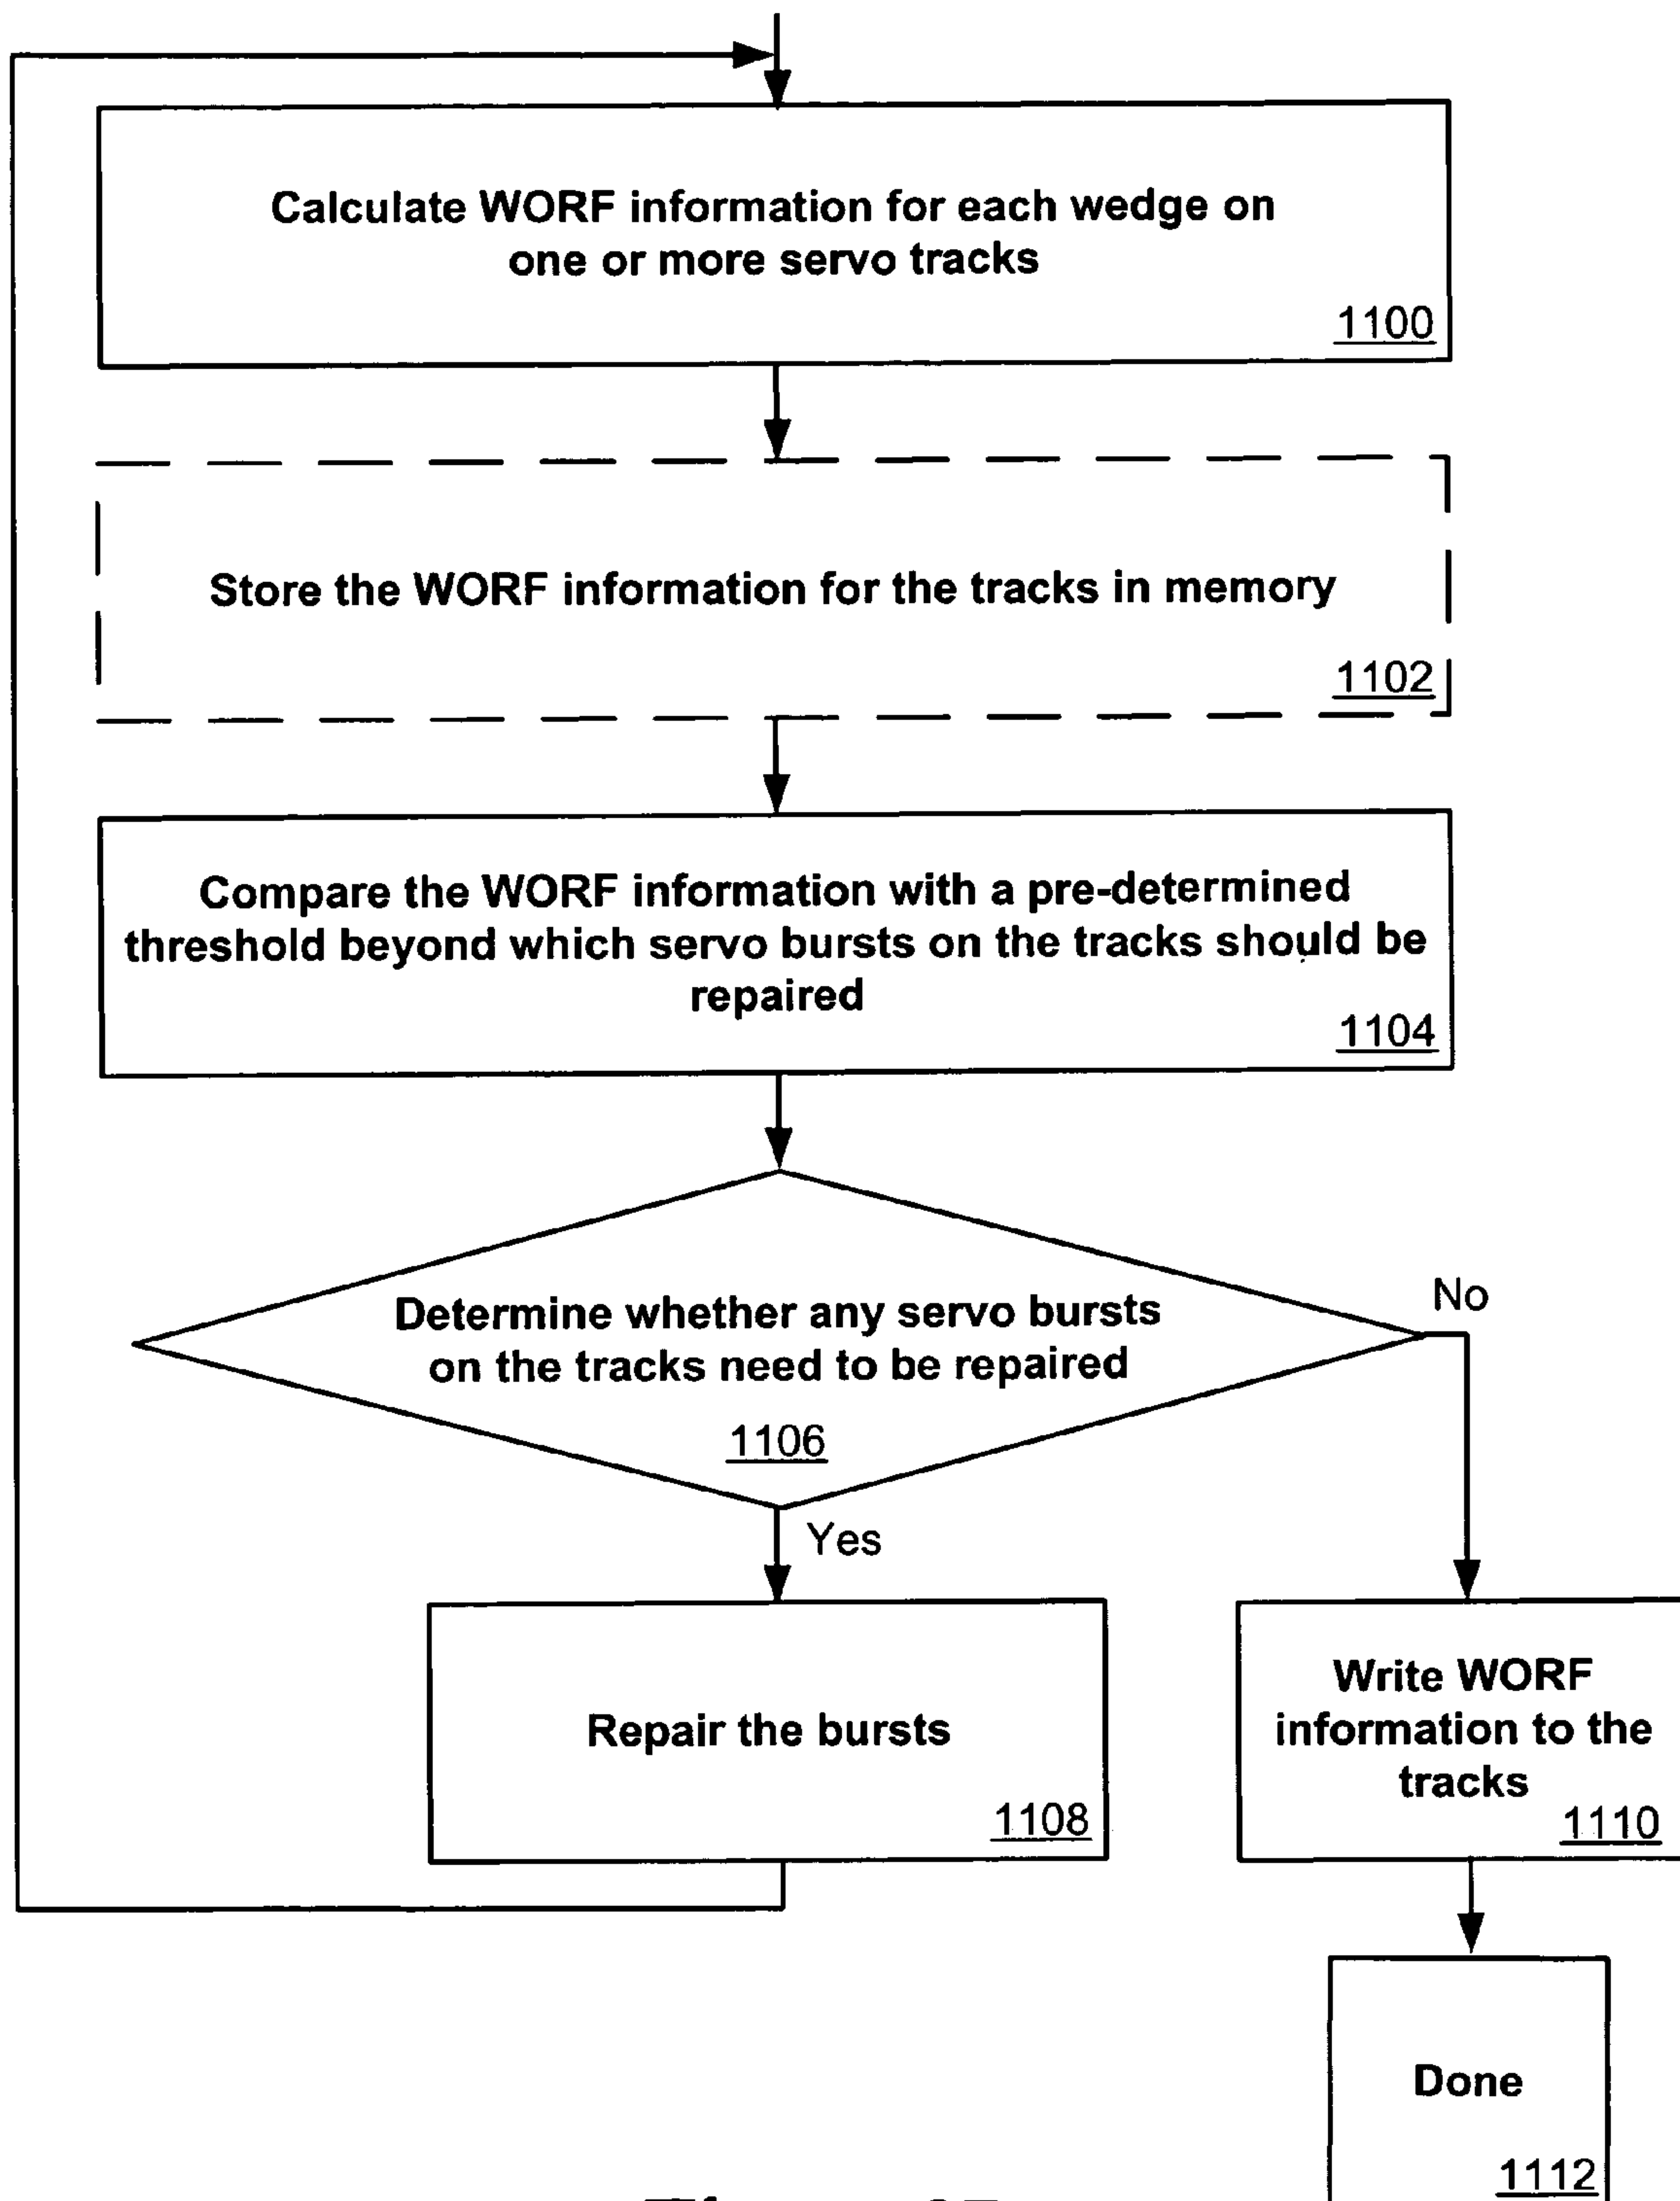 Calculate WORF information for each wedge on
one or more servo tracks
1100
Store the WORF information for the tracks in memory
1102
Compare the WORF information with a pre-determined
threshold beyond which servo bursts on the tracks should be
repaired
1104
Determine whether any servo bursts
on the tracks need to be repaired
1106
No
Yes
Repair the bursts
1108
Write WORF
information to the
tracks
1110
Done
1112